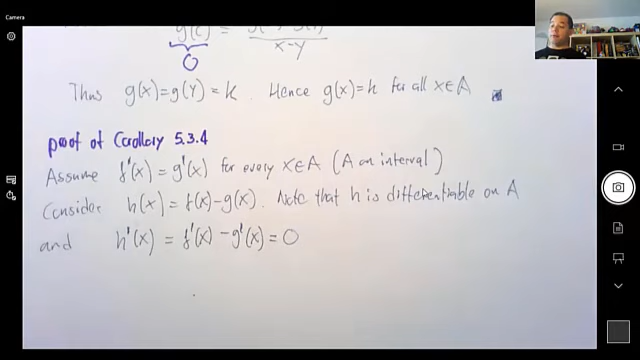 Camera
g'(c) =
x-y
0
Thus g(x)=g(y)=k. Hence g(x)=k for all x∈A
proof of Corollary 5.3.4
Assume f'(x)=g'(x) for every x∈A (A an interval)
Consider h(x)=f(x)-g(x). Note that h is differentiable on A
and h'(x) = f'(x)-g'(x)=0